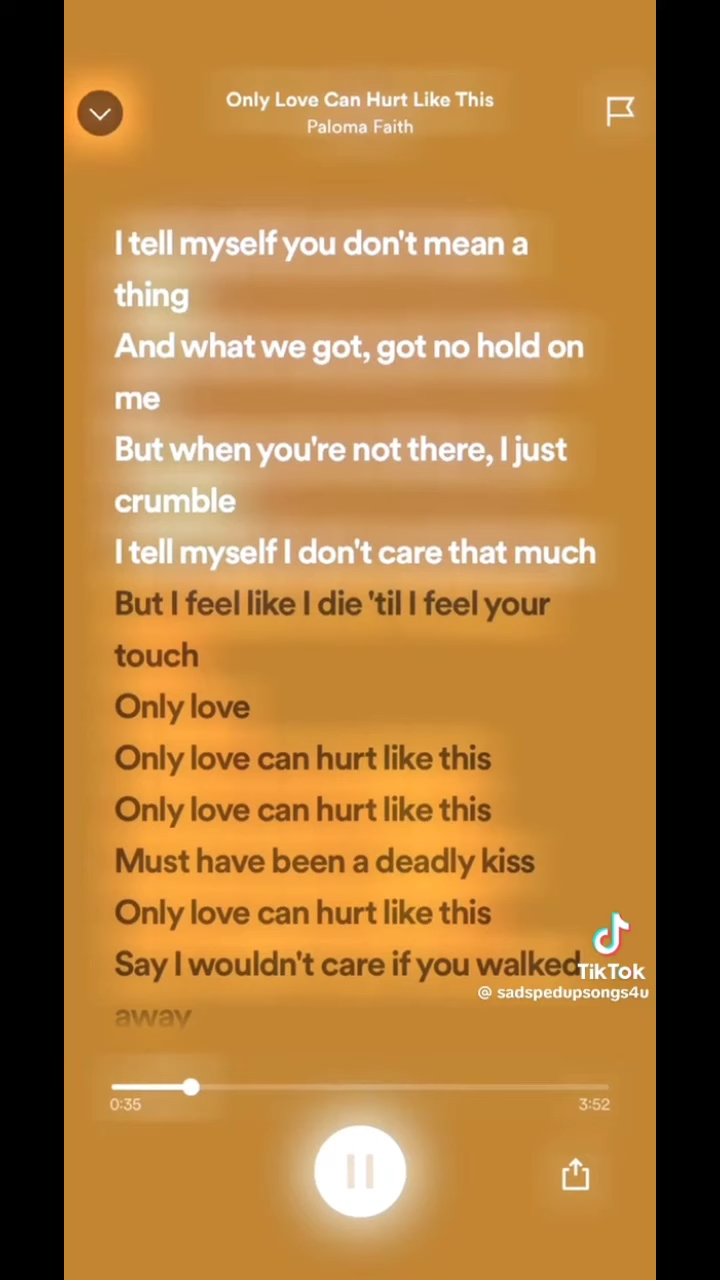 Only Love Can Hurt Like This
Paloma Faith
I tell myself you don't mean a
thing
And what we got, got no hold on
me
But when you're not there, I just
crumble
I tell myself I don't care that much
But I feel like I die 'til I feel your
touch
Only love
Only love can hurt like this
Only love can hurt like this
Must have been a deadly kiss
Only love can hurt like this
Say I wouldn't care if you walked
away
TikTok
@ sadspedupsongs4u
0:35
3:52